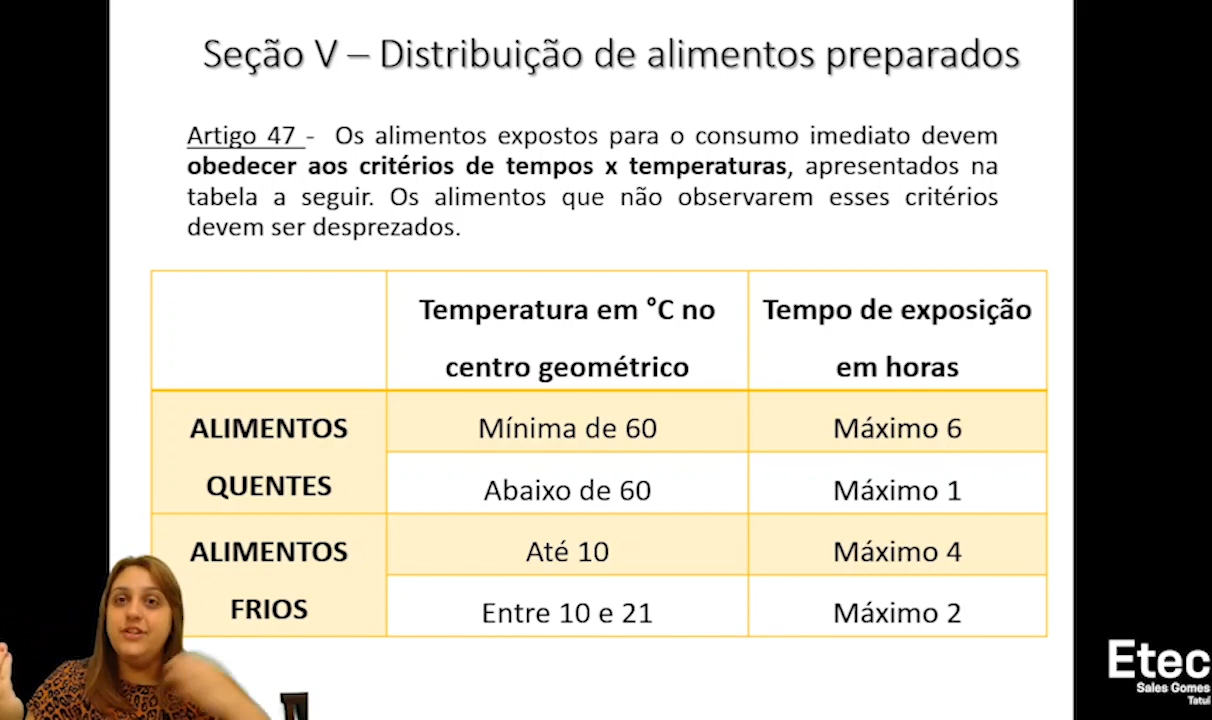 Seção V – Distribuição de alimentos preparados
Artigo 47 - Os alimentos expostos para o consumo imediato devem
obedecer aos critérios de tempos x temperaturas, apresentados na
tabela a seguir. Os alimentos que não observarem esses critérios
devem ser desprezados.
Temperatura em °C no
centro geométrico
Tempo de exposição
em horas
ALIMENTOS
QUENTES
Mínima de 60
Máximo 6
Abaixo de 60
Máximo 1
ALIMENTOS
FRIOS
Até 10
Máximo 4
Entre 10 e 21
Máximo 2
Etec
Sales Gomes
Tatuí